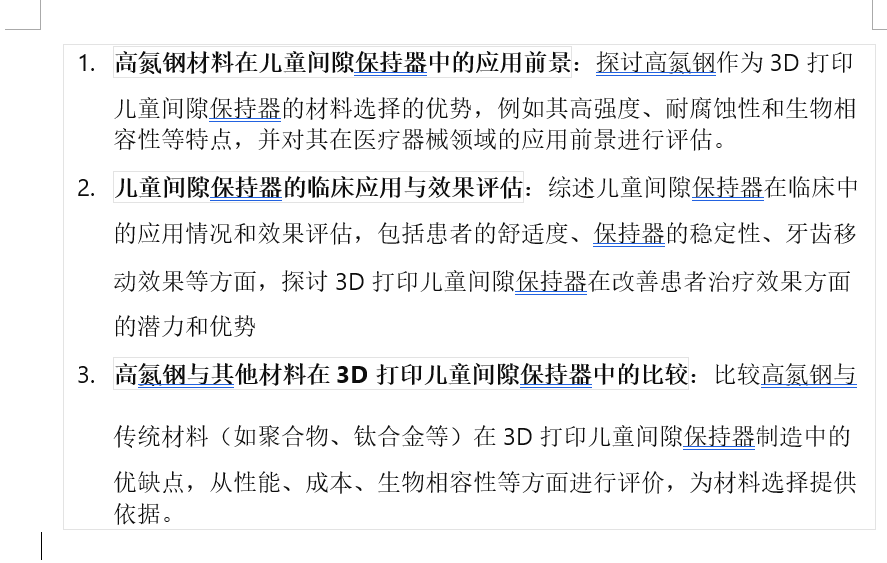 1. 高氮钢材料在儿童间隙保持器中的应用前景：探讨高氮钢作为 3D 打印
儿童间隙保持器的材料选择的优势，例如其高强度、耐腐蚀性和生物相
容性等特点，并对其在医疗器械领域的应用前景进行评估。
2. 儿童间隙保持器的临床应用与效果评估：综述儿童间隙保持器在临床中
的应用情况和效果评估，包括患者的舒适度、保持器的稳定性、牙齿移
动效果等方面，探讨 3D 打印儿童间隙保持器在改善患者治疗效果方面
的潜力和优势
3. 高氮钢与其他材料在 3D 打印儿童间隙保持器中的比较：比较高氮钢与
传统材料（如聚合物、钛合金等）在 3D 打印儿童间隙保持器制造中的
优缺点，从性能、成本、生物相容性等方面进行评价，为材料选择提供
依据。